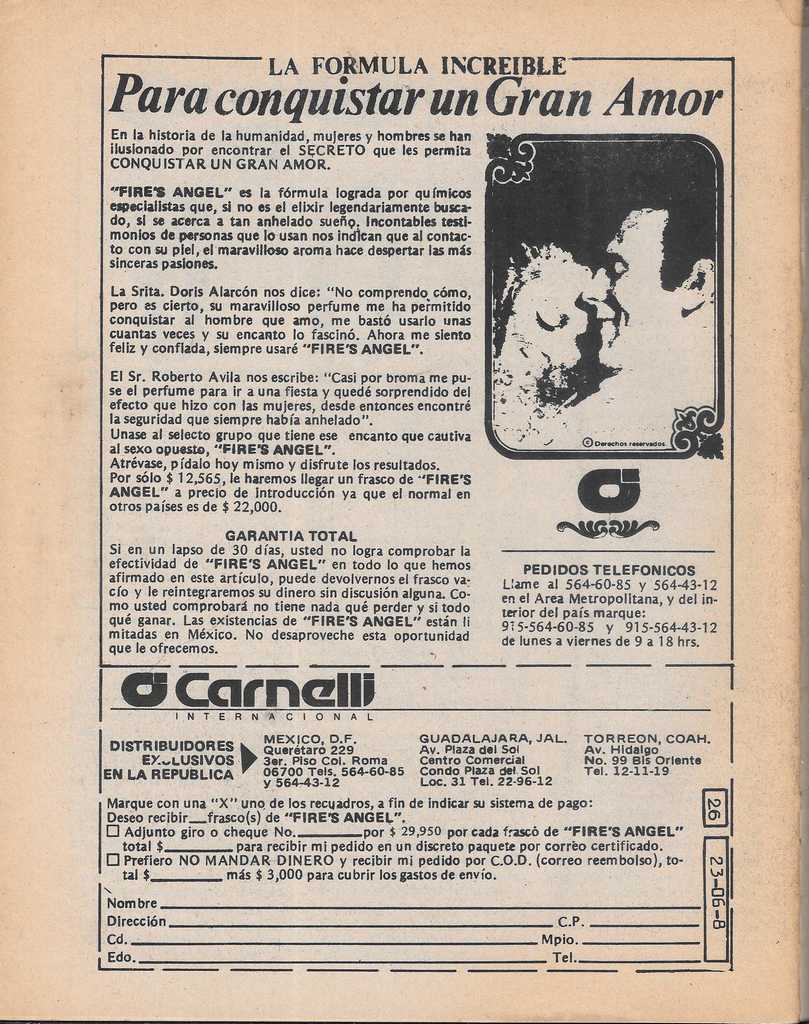 LA FORMULA INCREIBLE
Para conquistar un Gran Amor
En la historia de la humanidad, mujeres y hombres se han
ilusionado por encontrar el SECRETO que les permita
CONQUISTAR UN GRAN AMOR.
"FIRE'S ANGEL" es la fórmula lograda por químicos
especialistas que, si no es el elixir legendariamente busca-
do, si se acerca a tan anhelado sueño. Incontables testi-
monios de personas que lo usan nos indican que al contac-
to con su piel, el maravilloso aroma hace despertar las más
sinceras pasiones.
La Srita. Doris Alarcón nos dice: "No comprendo cómo,
pero es cierto, su maravilloso perfume me ha permitido
conquistar al hombre que amo, me bastó usarlo unas
cuantas veces y su encanto lo fascinó. Ahora me siento
feliz y confiada, siempre usaré "FIRE'S ANGEL".
El Sr. Roberto Avila nos escribe: "Casi por broma me pu-
se el perfume para ir a una fiesta y quedé sorprendido del
efecto que hizo con las mujeres, desde entonces encontré
la seguridad que siempre había anhelado".
Unase al selecto grupo que tiene ese encanto que cautiva
al sexo opuesto, "FIRE'S ANGEL".
Atrévase, pídalo hoy mismo y disfrute los resultados.
Por sólo $ 12,565, le haremos llegar un frasco de "FIRE'S
ANGEL" a precio de Introducción ya que el normal en
otros países es de $ 22,000.
GARANTIA TOTAL
Si en un lapso de 30 días, usted no logra comprobar la
efectividad de "FIRE'S ANGEL" en todo lo que hemos
afirmado en este artículo, puede devolvernos el frasco va-
cío y le reintegraremos su dinero sin discusión alguna. Co-
mo usted comprobará no tiene nada qué perder y si todo
qué ganar. Las existencias de "FIRE'S ANGEL" están li
mitadas en México. No desaproveche esta oportunidad
que le ofrecemos.
© Derechos reservados
PEDIDOS TELEFONICOS
Llame al 564-60-85 y 564-43-12
en el Area Metropolitana, y del in-
terior del país marque:
915-564-60-85 y 915-564-43-12
de lunes a viernes de 9 a 18 hrs.
Carnelli
INTERNACIONAL
DISTRIBUIDORES
EXCLUSIVOS
EN LA REPUBLICA
MEXICO, D.F.
Querétaro 229
3er. Piso Col. Roma
06700 Tels. 564-60-85
y 564-43-12
GUADALAJARA, JAL.
Av. Plaza del Sol
Centro Comercial
Condo Plaza del Sol
Loc. 31 Tel. 22-96-12
TORREON, COAH.
Av. Hidalgo
No. 99 Bis Oriente
Tel. 12-11-19
Marque con una "X" uno de los recuadros, a fin de indicar su sistema de pago:
Deseo recibir___frasco(s) de "FIRE'S ANGEL".
☐ Adjunto giro o cheque No.__________por $ 29,950 por cada frasco de "FIRE'S ANGEL"
total $________ para recibir mi pedido en un discreto paquete por correo certificado.
☐ Prefiero NO MANDAR DINERO y recibir mi pedido por C.O.D. (correo reembolso), to-
tal $________ más $ 3,000 para cubrir los gastos de envío.
Nombre
Dirección C.P.
Cd. Mpio.
Edo. Tel.
26
23-06-8